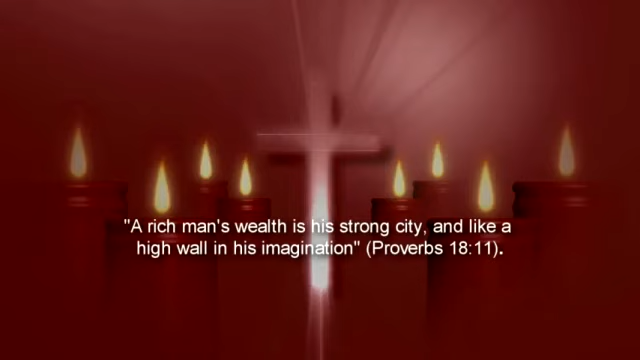 "A rich man's wealth is his strong city, and like a
high wall in his imagination" (Proverbs 18:11).